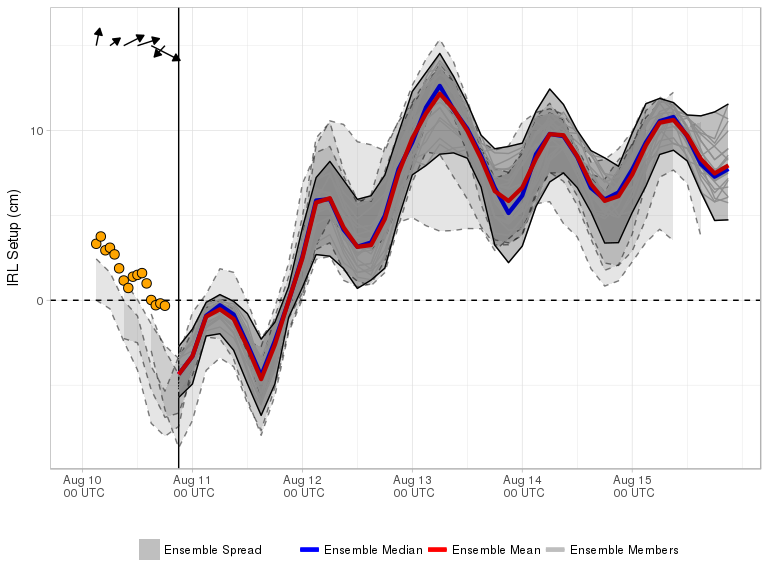 IRL Setup (cm)
10
0
Aug 10
00 UTC
Aug 11
00 UTC
Aug 12
00 UTC
Aug 13
00 UTC
Aug 14
00 UTC
Aug 15
00 UTC
Ensemble Spread
Ensemble Median
Ensemble Mean
Ensemble Members